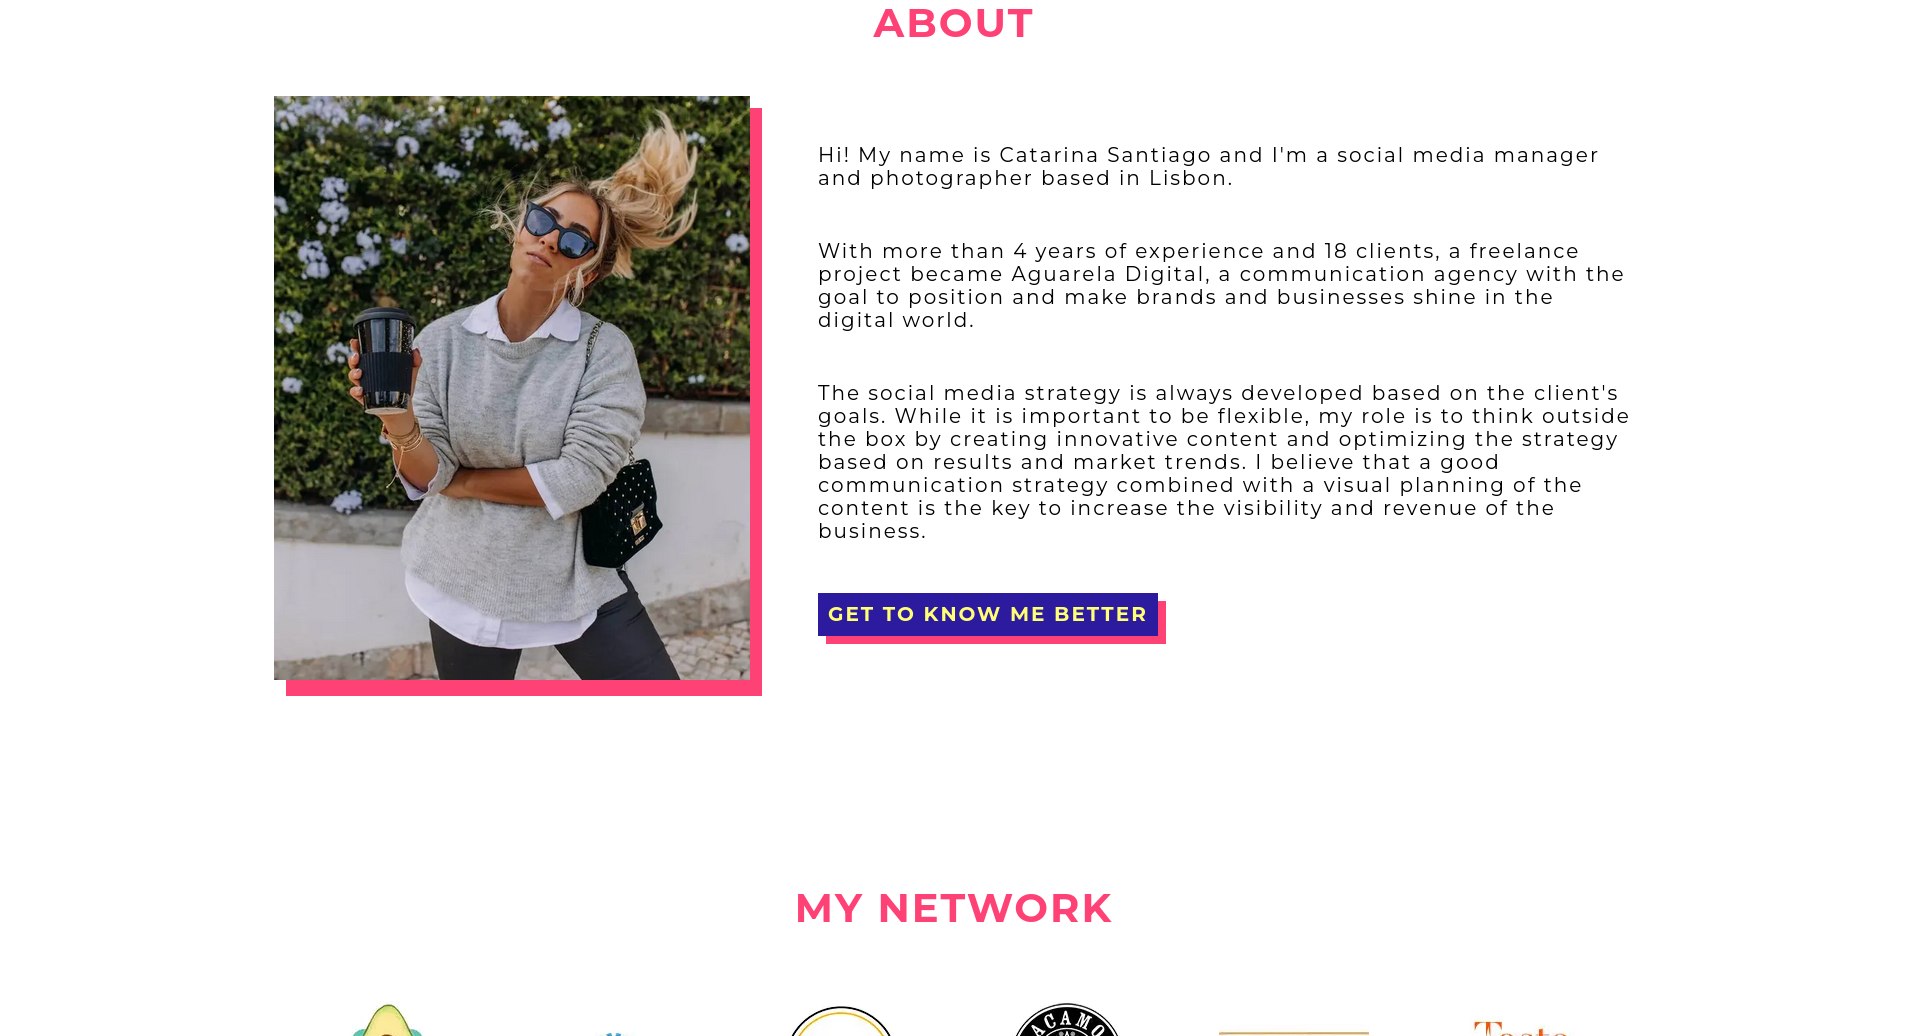 ABOUT
Hi! My name is Catarina Santiago and I'm a social media manager
and photographer based in Lisbon.
With more than 4 years of experience and 18 clients, a freelance
project became Aguarela Digital, a communication agency with the
goal to position and make brands and businesses shine in the
digital world.
The social media strategy is always developed based on the client's
goals. While it is important to be flexible, my role is to think outside
the box by creating innovative content and optimizing the strategy
based on results and market trends. I believe that a good
communication strategy combined with a visual planning of the
content is the key to increase the visibility and revenue of the
business.
GET TO KNOW ME BETTER
MY NETWORK